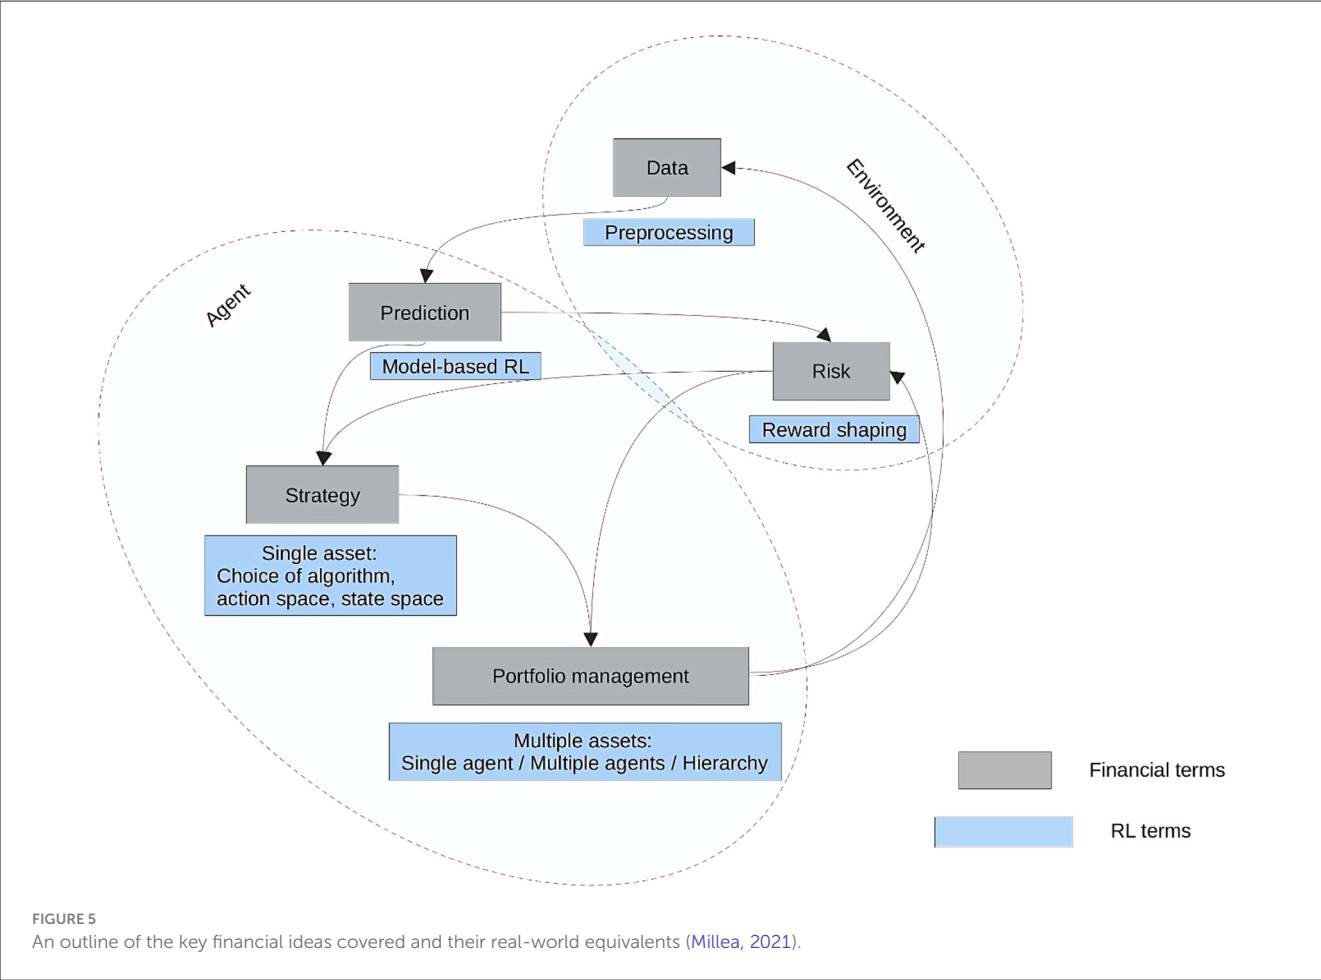 Data
Environment
Preprocessing
Agent
Prediction
Model-based RL
Risk
Reward shaping
Strategy
Single asset:
Choice of algorithm,
action space, state space
Portfolio management
Multiple assets:
Single agent / Multiple agents / Hierarchy
Financial terms
RL terms
FIGURE 5
An outline of the key financial ideas covered and their real-world equivalents (Millea, 2021).